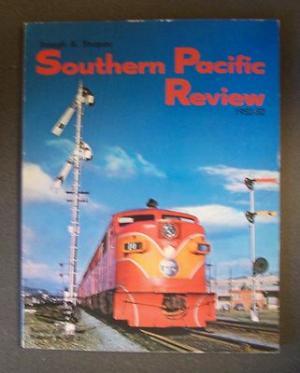 Joseph A. Strapac
Southern Pacific
Review
1952-82